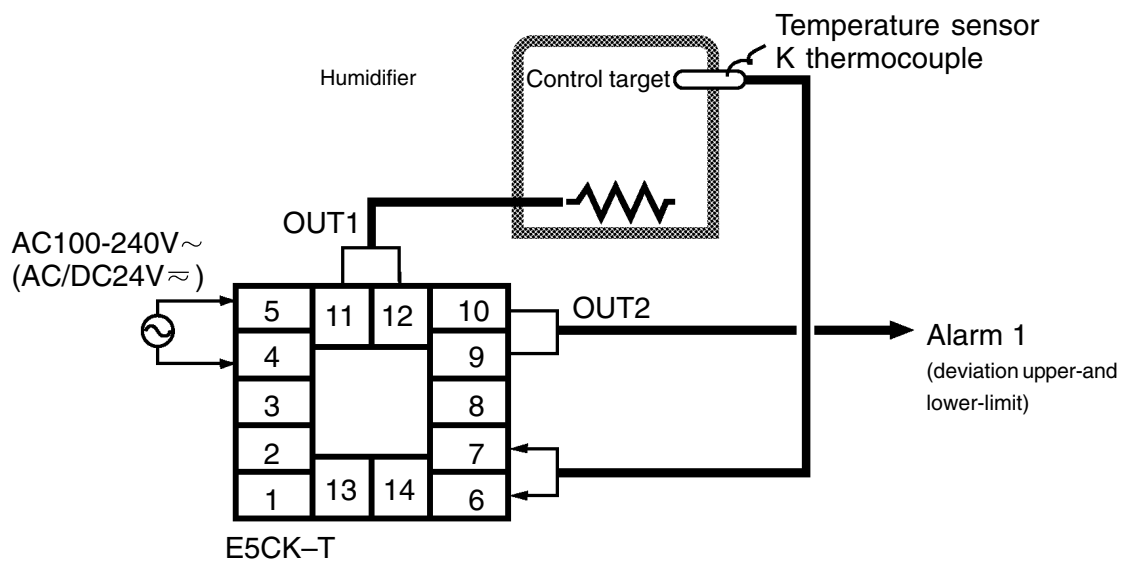 Temperature sensor
K thermocouple
Humidifier
Control target
OUT1
AC100-240V~
(AC/DC24V⎓)
5 11 12 10
OUT2
4 9
Alarm 1
(deviation upper-and
lower-limit)
3 8
2 7
13 14
1 6
E5CK–T